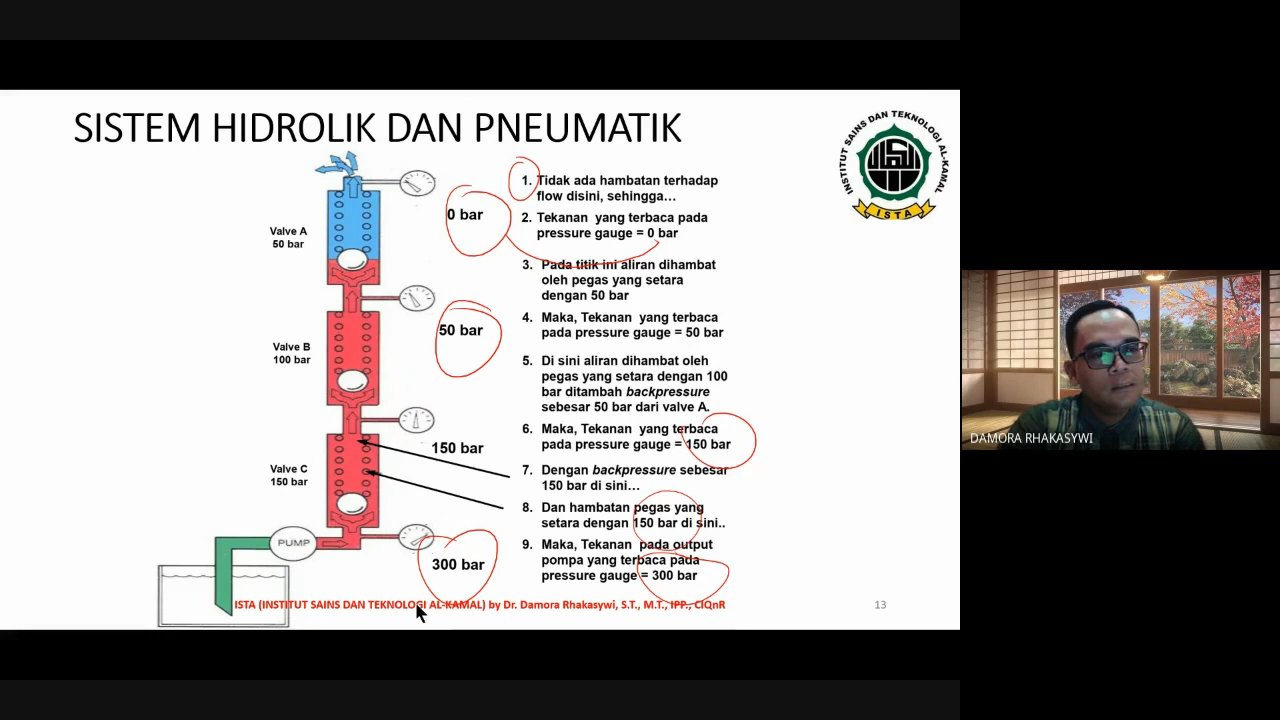 SISTEM HIDROLIK DAN PNEUMATIK
INSTITUT SAINS DAN TEKNOLOGI AL-KAMAL
ISTA
Valve A
50 bar
Valve B
100 bar
Valve C
150 bar
PUMP
0 bar
50 bar
150 bar
300 bar
1. Tidak ada hambatan terhadap
flow disini, sehingga…
2. Tekanan yang terbaca pada
pressure gauge = 0 bar
3. Pada titik ini aliran dihambat
oleh pegas yang setara
dengan 50 bar
4. Maka, Tekanan yang terbaca
pada pressure gauge = 50 bar
5. Di sini aliran dihambat oleh
pegas yang setara dengan 100
bar ditambah backpressure
sebesar 50 bar dari valve A.
6. Maka, Tekanan yang terbaca
pada pressure gauge = 150 bar
7. Dengan backpressure sebesar
150 bar di sini…
8. Dan hambatan pegas yang
setara dengan 150 bar di sini..
9. Maka, Tekanan pada output
pompa yang terbaca pada
pressure gauge = 300 bar
ISTA (INSTITUT SAINS DAN TEKNOLOGI AL-KAMAL) by Dr. Damora Rhakasywi, S.T., M.T., IPP., CIQnR
13
DAMORA RHAKASYWI